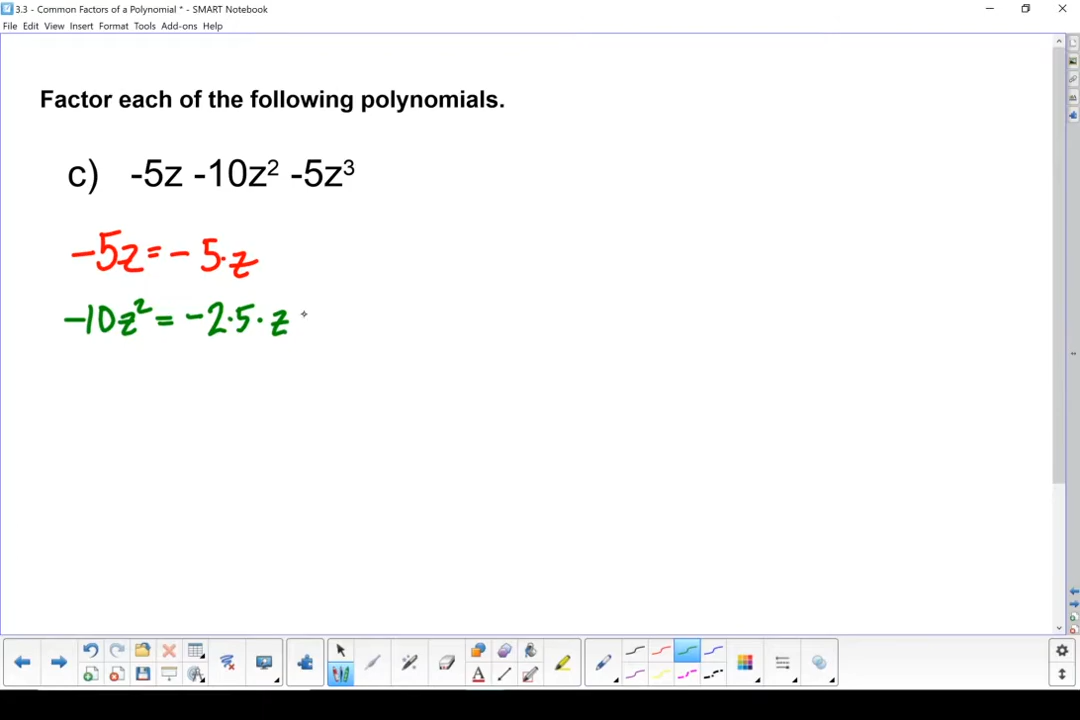 3.3 - Common Factors of a Polynomial * - SMART Notebook
File Edit View Insert Format Tools Add-ons Help
Factor each of the following polynomials.
c) -5z -10z² -5z³
-5z = -5·z
-10z² = -2·5·z